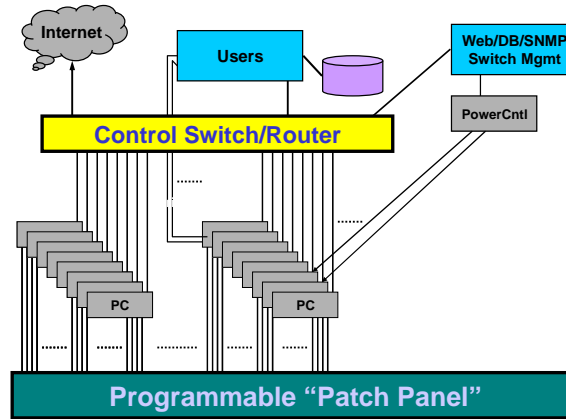 Internet
Users
Web/DB/SNMP
Switch Mgmt
PowerCntl
Control Switch/Router
PC
PC
Programmable “Patch Panel”